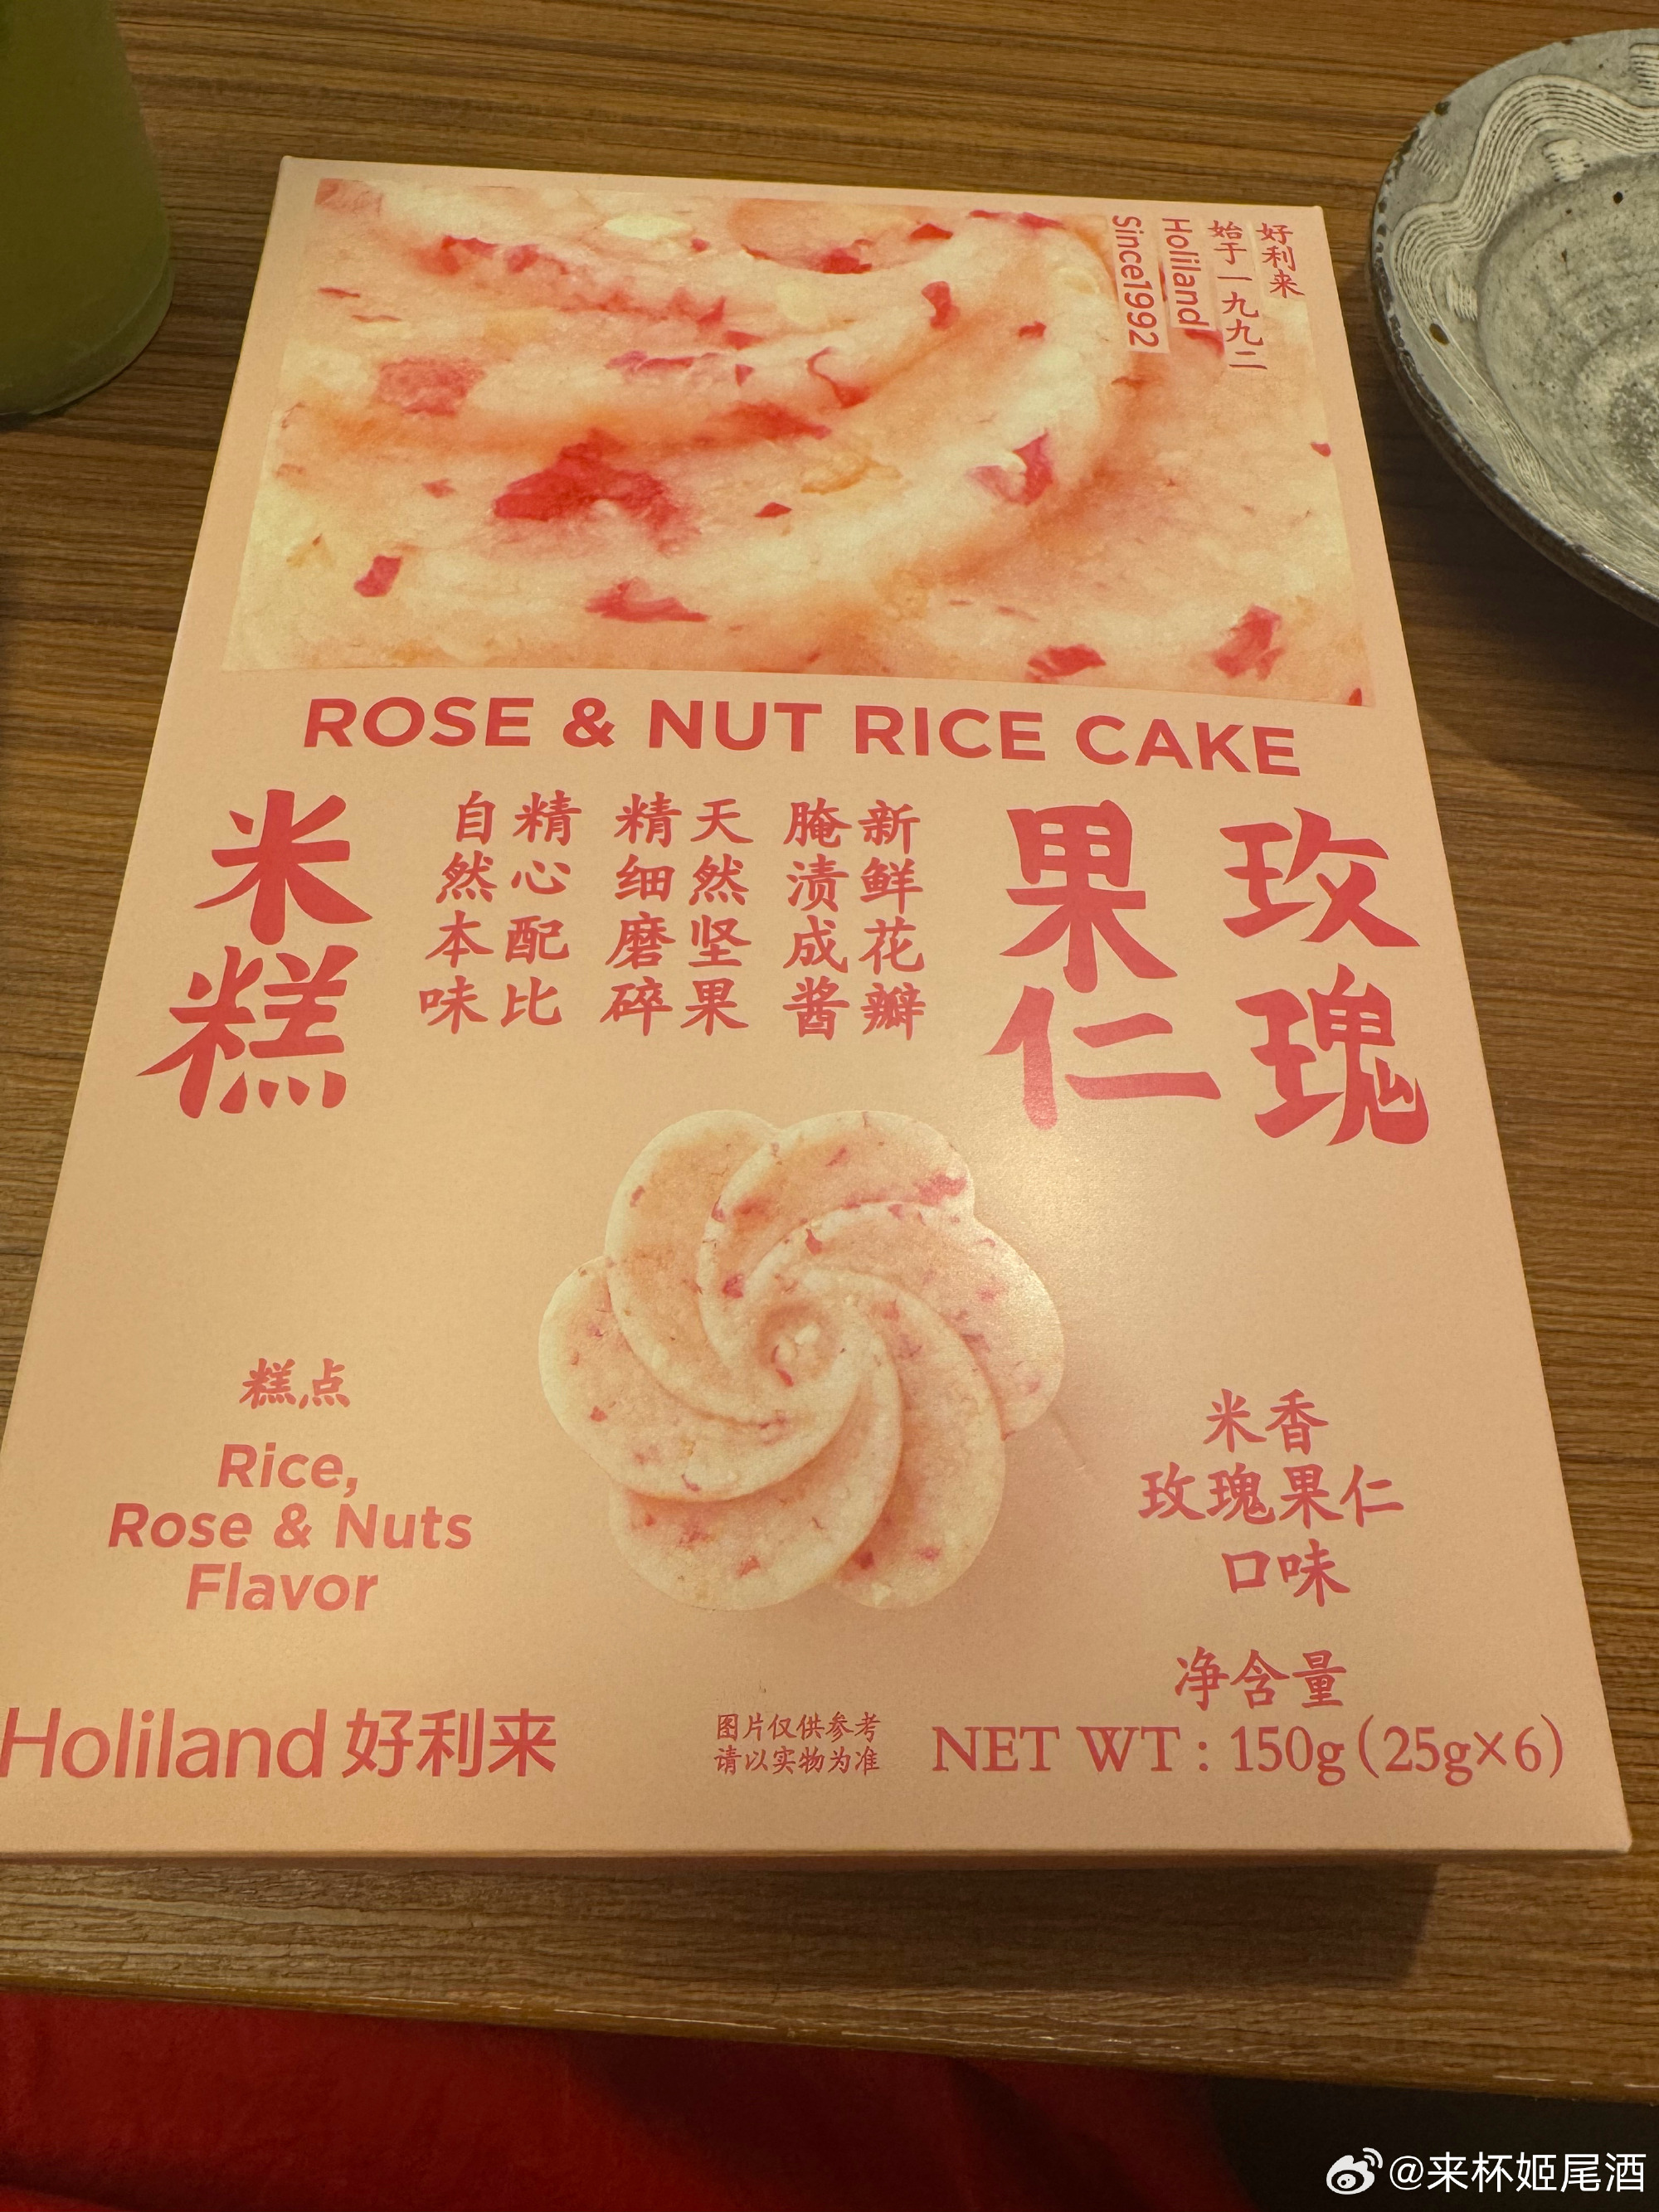 好利来
始于一九九二
Holiland
Since1992
ROSE & NUT RICE CAKE
玫瑰
果仁
新鲜花瓣
腌渍成酱
天然坚果
精细磨碎
精心配比
自然本味
米糕
糕点
Rice,
Rose & Nuts
Flavor
米香
玫瑰果仁
口味
净含量
NET WT : 150g (25g×6)
图片仅供参考
请以实物为准
Holiland 好利来
@来杯姬尾酒